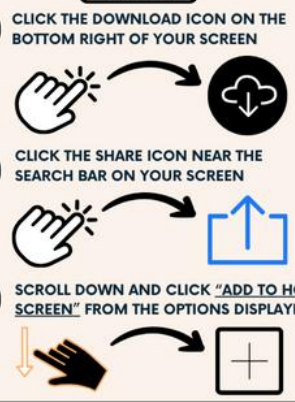 CLICK THE DOWNLOAD ICON ON THE
BOTTOM RIGHT OF YOUR SCREEN
CLICK THE SHARE ICON NEAR THE
SEARCH BAR ON YOUR SCREEN
SCROLL DOWN AND CLICK "ADD TO
SCREEN" FROM THE OPTIONS